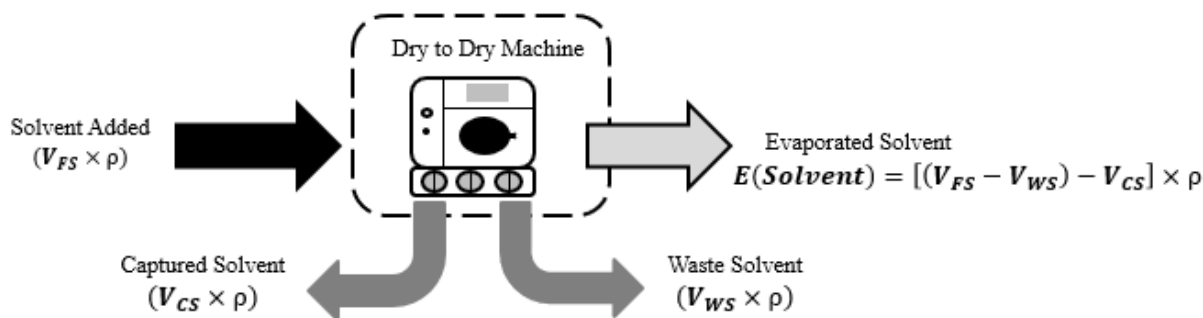 Dry to Dry Machine
Solvent Added
(V_FS × ρ)
Evaporated Solvent
E(Solvent) = [(V_FS − V_WS) − V_CS] × ρ
Captured Solvent
(V_CS × ρ)
Waste Solvent
(V_WS × ρ)